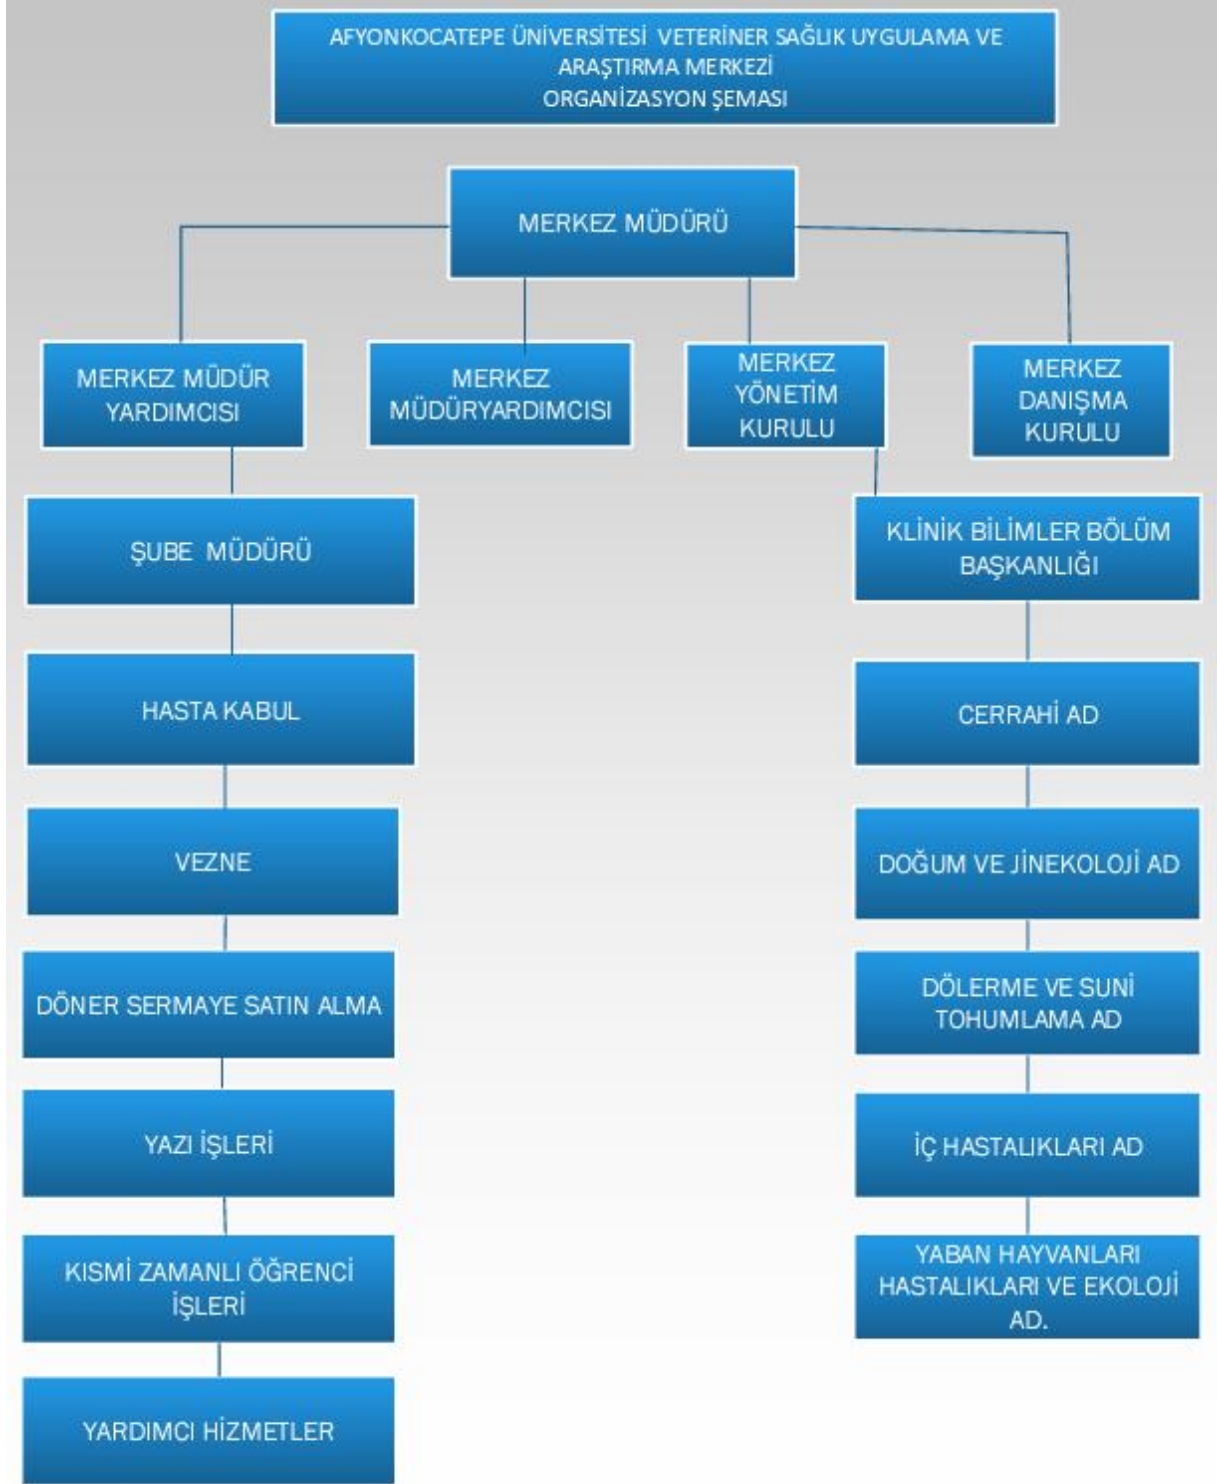 AFYONKOCATEPE ÜNİVERSİTESİ VETERİNER SAĞLIK UYGULAMA VE
ARAŞTIRMA MERKEZİ
ORGANİZASYON ŞEMASI
MERKEZ MÜDÜRÜ
MERKEZ MÜDÜR
YARDIMCISI
MERKEZ
MÜDÜRYARDIMCISI
MERKEZ
YÖNETİM
KURULU
MERKEZ
DANIŞMA
KURULU
ŞUBE MÜDÜRÜ
HASTA KABUL
VEZNE
DÖNER SERMAYE SATIN ALMA
YAZI İŞLERİ
KISMİ ZAMANLI ÖĞRENCİ
İŞLERİ
YARDIMCI HİZMETLER
KLİNİK BİLİMLER BÖLÜM
BAŞKANLIĞI
CERRAHİ AD
DOĞUM VE JİNEKOLOJİ AD
DÖLERME VE SUNİ
TOHUMLAMA AD
İÇ HASTALIKLARI AD
YABAN HAYVANLARI
HASTALIKLARI VE EKOLOJİ
AD.